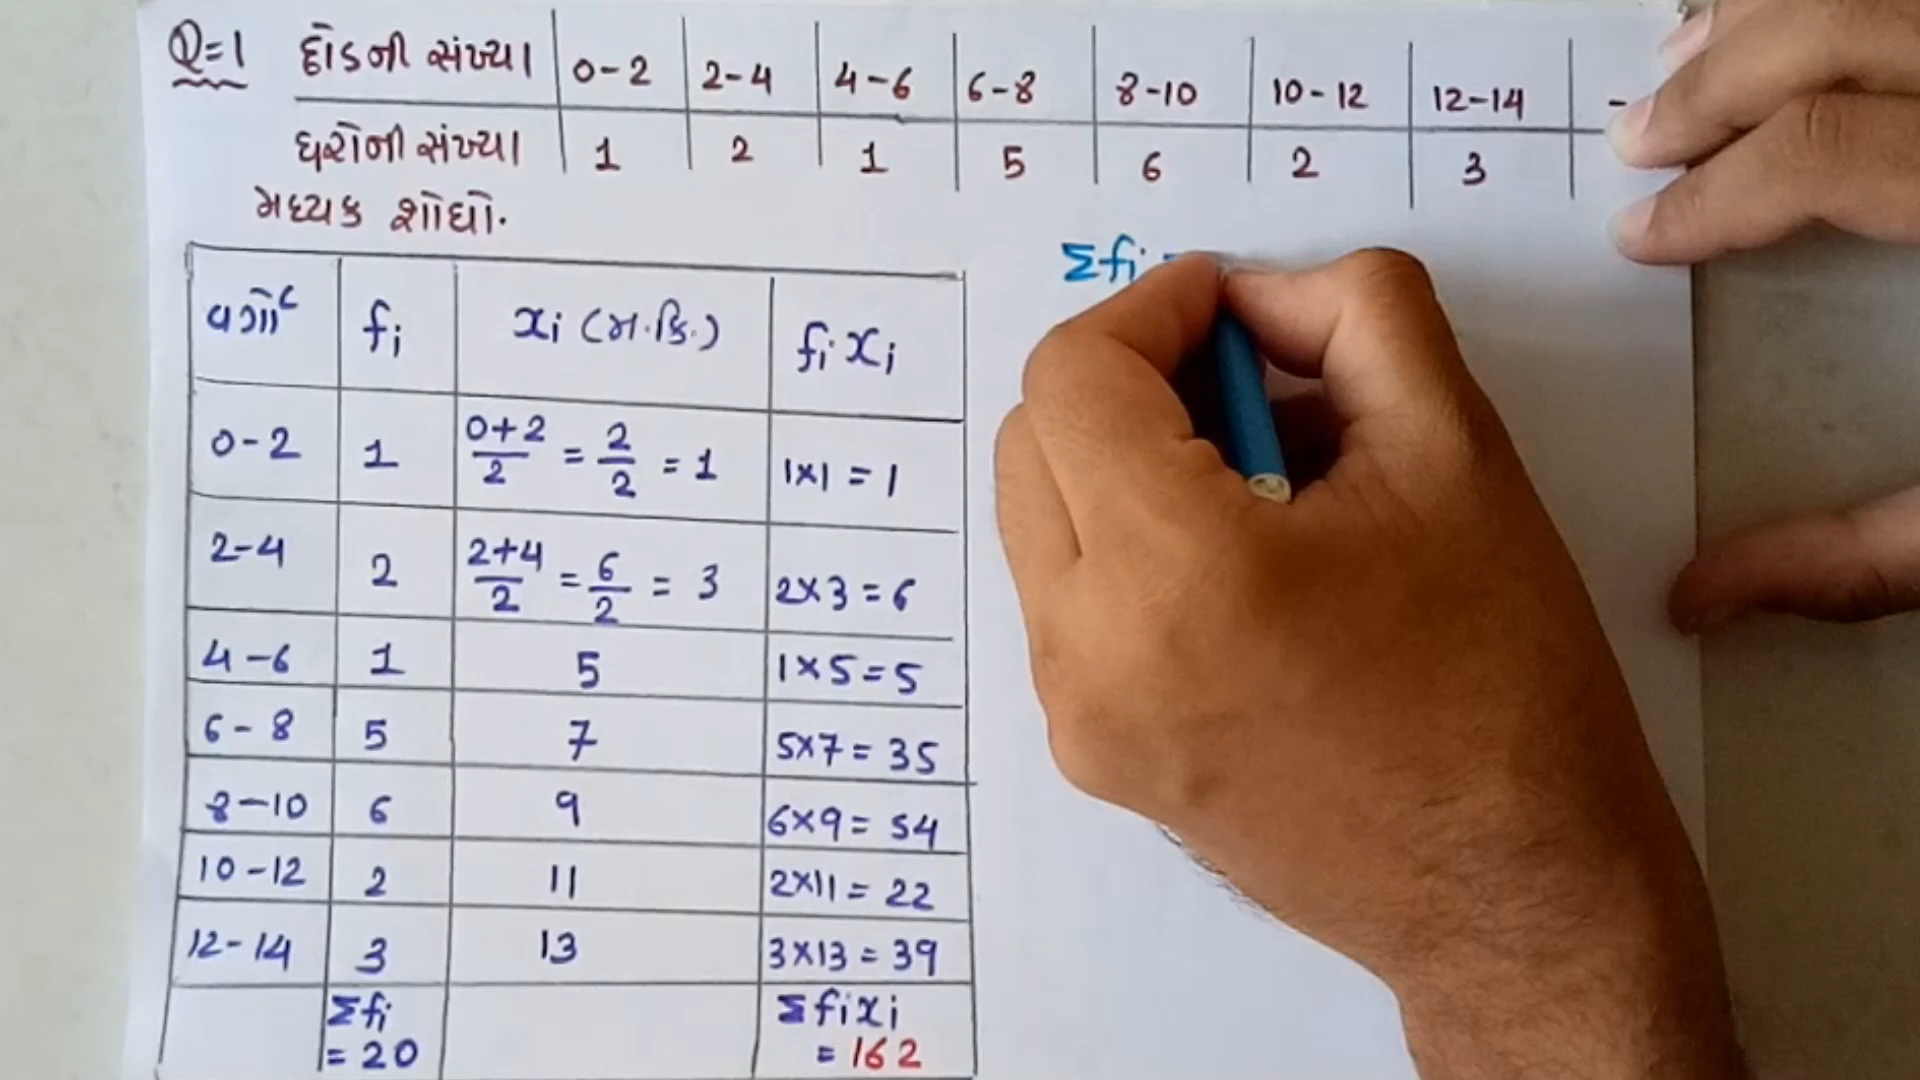 Q=1 છોડની સંખ્યા 0-2 2-4 4-6 6-8 8-10 10-12 12-14 -
ઘરોની સંખ્યા 1 2 1 5 6 2 3
મધ્યક શોધો.
વર્ગો fi xi (મ.કિ.) fi xi
0-2 1 0+2/2 = 2/2 = 1 1×1 = 1
2-4 2 2+4/2 = 6/2 = 3 2×3 = 6
4-6 1 5 1×5=5
6-8 5 7 5×7 = 35
8-10 6 9 6×9 = 54
10-12 2 11 2×11 = 22
12-14 3 13 3×13 = 39
Σfi = 20 Σfixi = 162
Σfi =